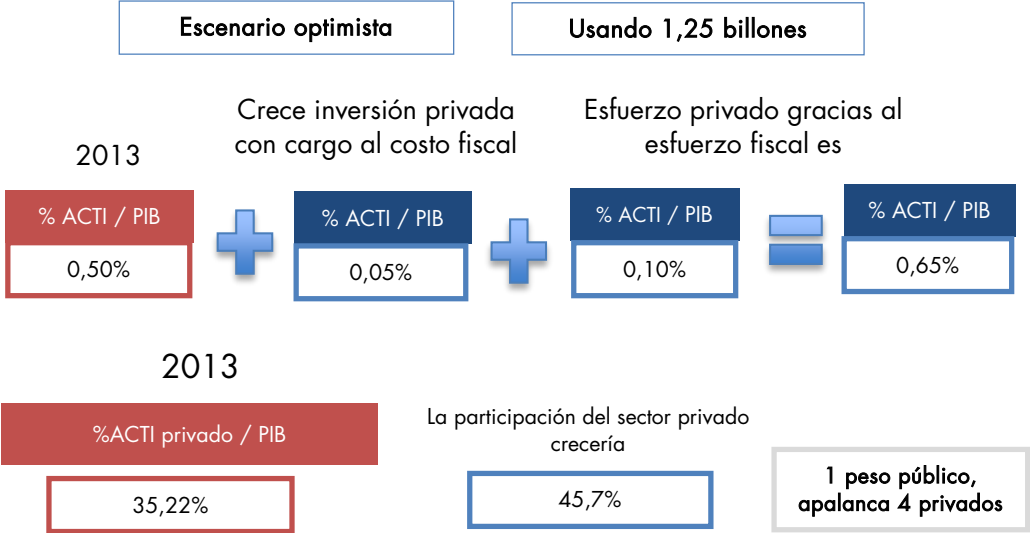 Escenario optimista
Usando 1,25 billones
2013
Crece inversión privada
con cargo al costo fiscal
Esfuerzo privado gracias al
esfuerzo fiscal es
% ACTI / PIB
0,50%
% ACTI / PIB
0,05%
% ACTI / PIB
0,10%
% ACTI / PIB
0,65%
2013
%ACTI privado / PIB
35,22%
La participación del sector privado
crecería
45,7%
1 peso público,
apalanca 4 privados